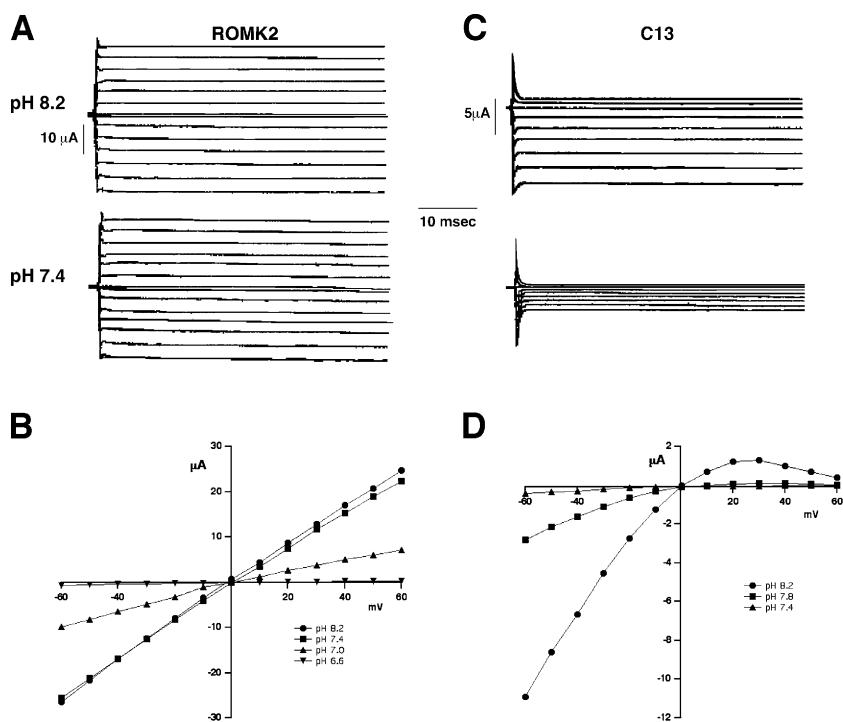 A
ROMK2
pH 8.2
10 μA
pH 7.4
C
C13
5μA
10 msec
B
30
μA
20
10
-60
-40
-20
20
40
60
mV
-10
-20
-30
pH 8.2
pH 7.4
pH 7.0
pH 6.6
D
2
μA
-60
-40
-20
20
40
60
mV
-2
-4
-6
-8
-10
-12
pH 8.2
pH 7.8
pH 7.4